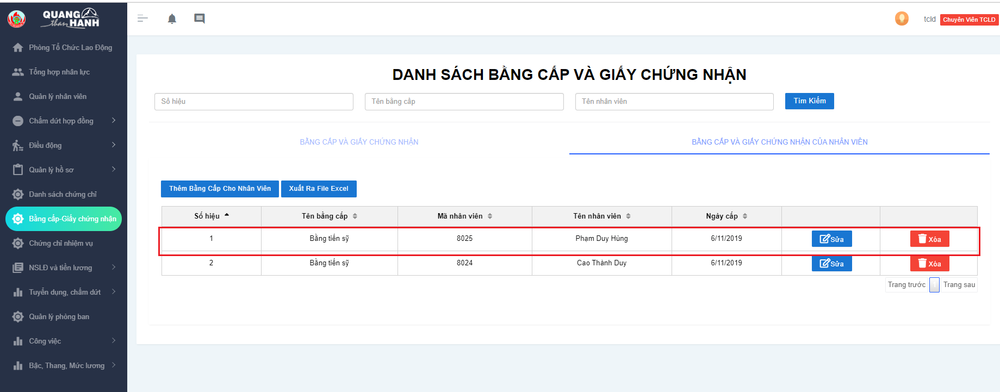 QUANG
than HANH
tcld Chuyên Viên TCLD
Phòng Tổ Chức Lao Động
Tổng hợp nhân lực
Quản lý nhân viên
Chấm dứt hợp đồng
Điều động
Quản lý hồ sơ
Danh sách chứng chỉ
Bằng cấp-Giấy chứng nhận
Chứng chỉ nhiệm vụ
NSLĐ và tiền lương
Tuyển dụng, chấm dứt
Quản lý phòng ban
Công việc
Bậc, Thang, Mức lương
DANH SÁCH BẰNG CẤP VÀ GIẤY CHỨNG NHẬN
Số hiệu Tên bằng cấp Tên nhân viên Tìm Kiếm
BẰNG CẤP VÀ GIẤY CHỨNG NHẬN BẰNG CẤP VÀ GIẤY CHỨNG NHẬN CỦA NHÂN VIÊN
Thêm Bằng Cấp Cho Nhân Viên Xuất Ra File Excel
Số hiệu Tên bằng cấp Mã nhân viên Tên nhân viên Ngày cấp
1 Bằng tiến sỹ 8025 Phạm Duy Hùng 6/11/2019 Sửa Xóa
2 Bằng tiến sỹ 8024 Cao Thành Duy 6/11/2019 Sửa Xóa
Trang trước 1 Trang sau